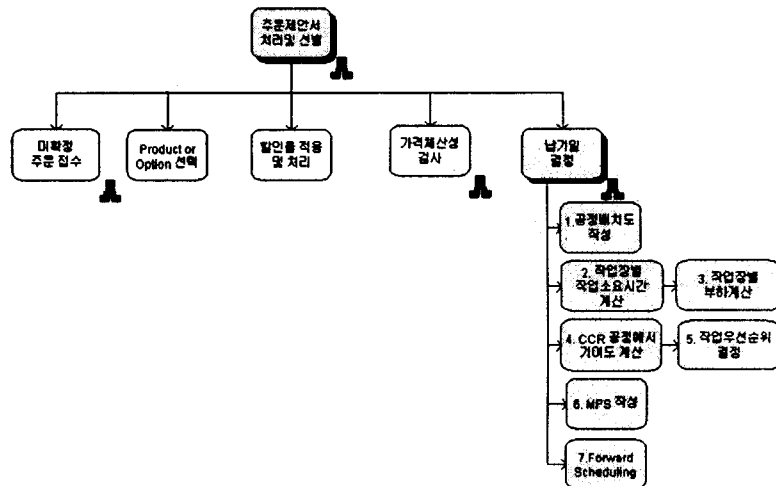 주문제안서
처리및 선별
미확정
주문 접수
Product or
Option 선택
할인율 적용
및 처리
가격채산성
검사
납기일
결정
1.공정배치도
작성
2. 작업장별
작업소요시간
계산
3. 작업장별
부하계산
4. CCR 공정에서
기여도 계산
5. 작업우선순위
결정
6. MPS 작성
7.Forward
Scheduling